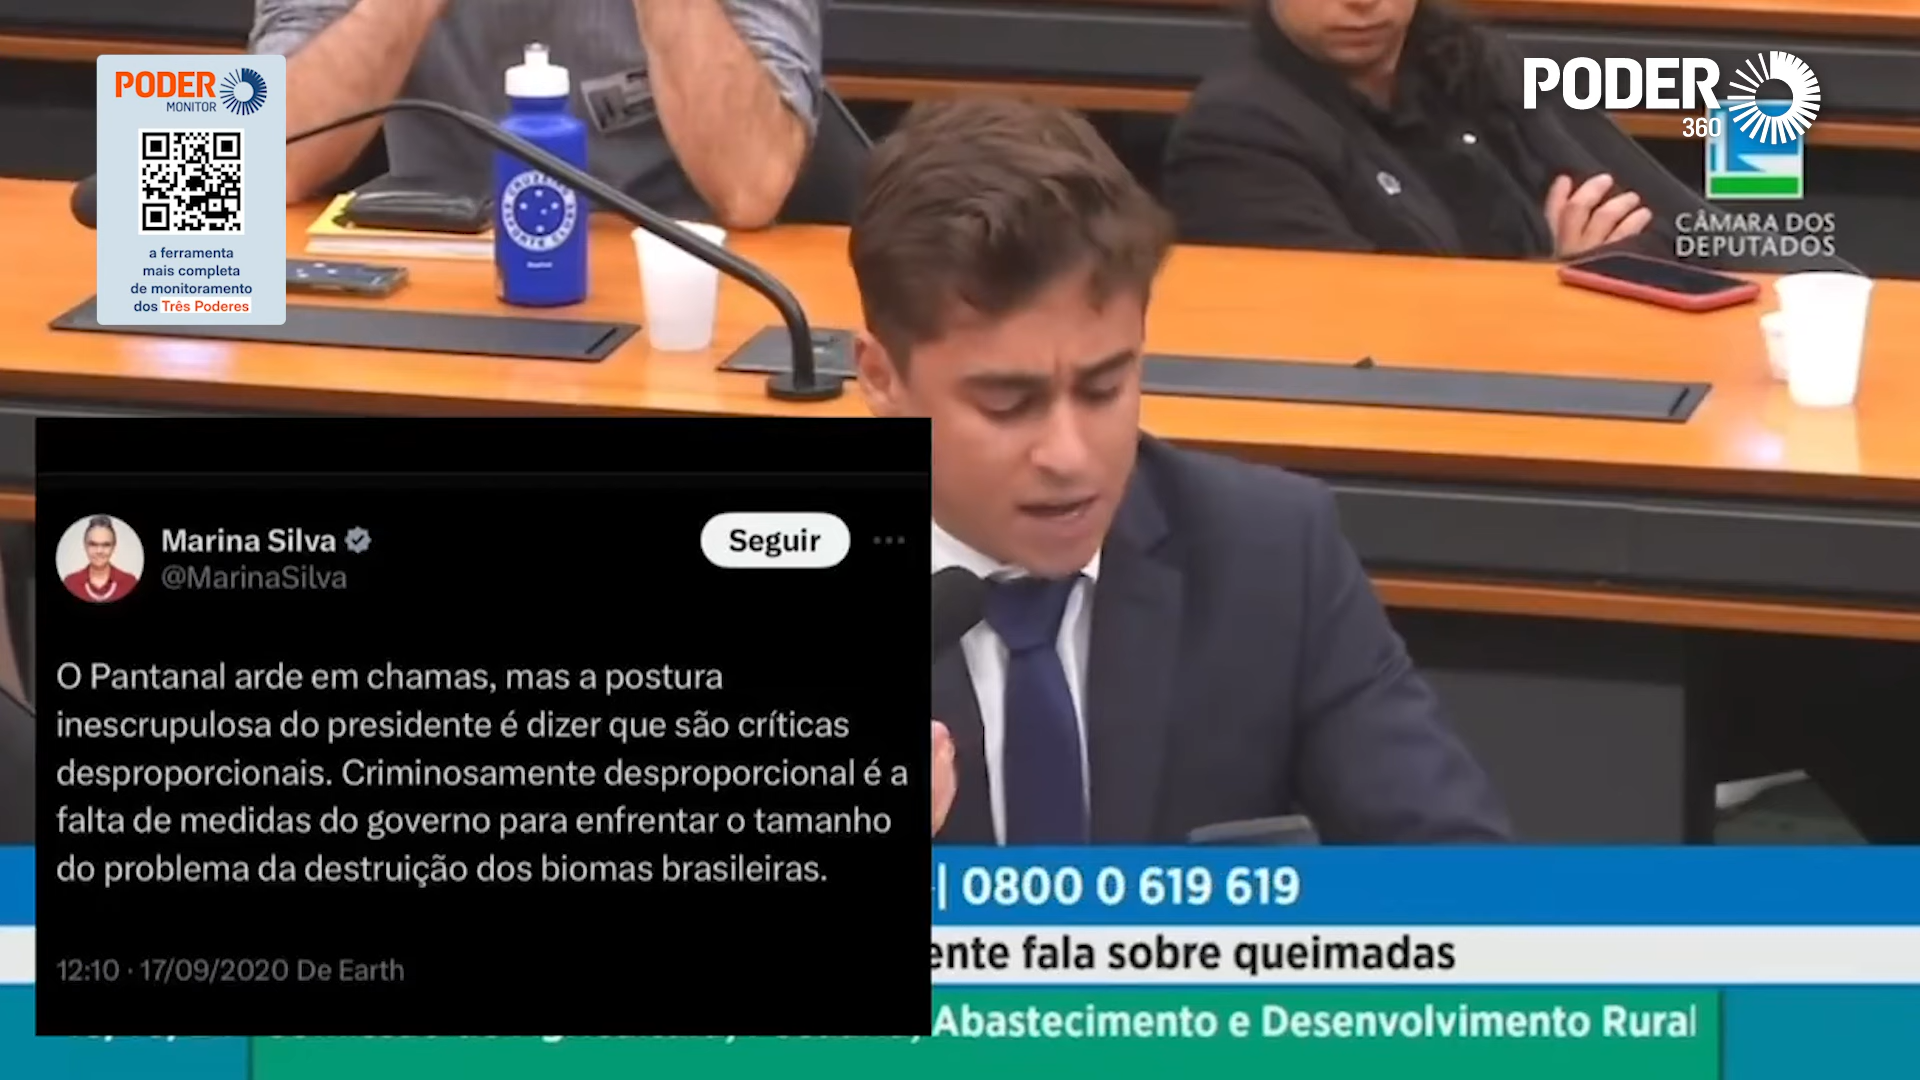 PODER
MONITOR
a ferramenta
mais completa
de monitoramento
dos Três Poderes
PODER
360
CÂMARA DOS
DEPUTADOS
CRUZEIRO
ESPORTE CLUBE
Marina Silva
@MarinaSilva
Seguir
O Pantanal arde em chamas, mas a postura
inescrupulosa do presidente é dizer que são críticas
desproporcionais. Criminosamente desproporcional é a
falta de medidas do governo para enfrentar o tamanho
do problema da destruição dos biomas brasileiras.
12:10 · 17/09/2020 De Earth
| 0800 0 619 619
ente fala sobre queimadas
Abastecimento e Desenvolvimento Rural